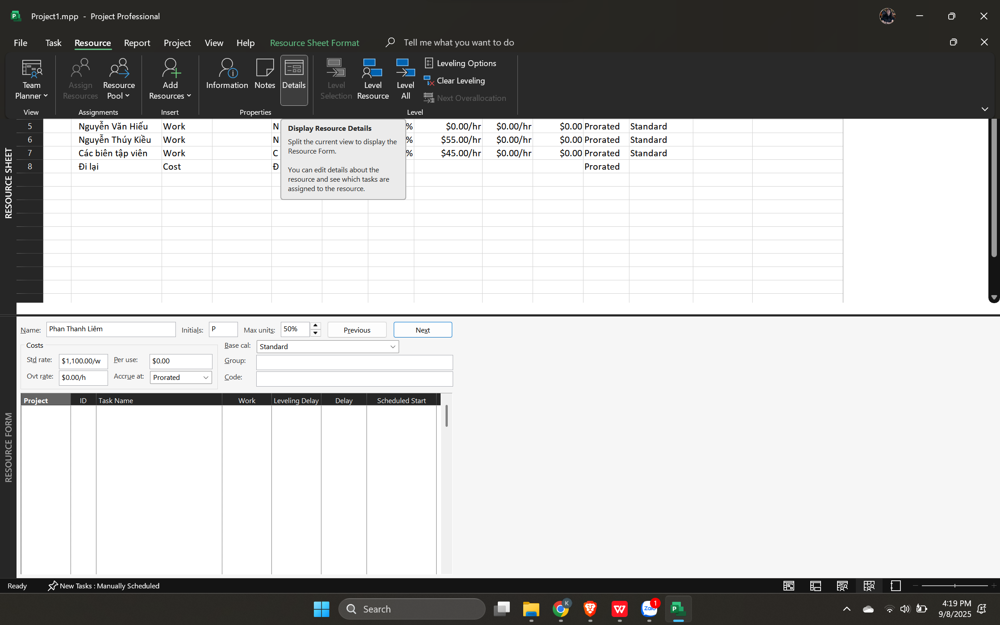 Project1.mpp - Project Professional
File Task Resource Report Project View Help Resource Sheet Format Tell me what you want to do
Team Planner
Assign Resources
Resource Pool
Add Resources
Information
Notes
Details
Level Selection
Level Resource
Level All
Leveling Options
Clear Leveling
Next Overallocation
View Assignments Insert Properties Level
RESOURCE SHEET
5 Nguyễn Văn Hiếu Work N % $0.00/hr $0.00/hr $0.00 Prorated Standard
6 Nguyễn Thúy Kiều Work N % $55.00/hr $0.00/hr $0.00 Prorated Standard
7 Các biên tập viên Work C % $45.00/hr $0.00/hr $0.00 Prorated Standard
8 Đi lại Cost Đ Prorated
Display Resource Details
Split the current view to display the
Resource Form.
You can edit details about the
resource and see which tasks are
assigned to the resource.
RESOURCE FORM
Name: Phan Thanh Liêm Initials: P Max units: 50% Previous Next
Costs
Std rate: $1,100.00/w Per use: $0.00
Ovt rate: $0.00/h Accrue at: Prorated
Base cal: Standard
Group:
Code:
Project ID Task Name Work Leveling Delay Delay Scheduled Start
Ready New Tasks : Manually Scheduled
Search
K
Zalo
1
4:19 PM
9/8/2025